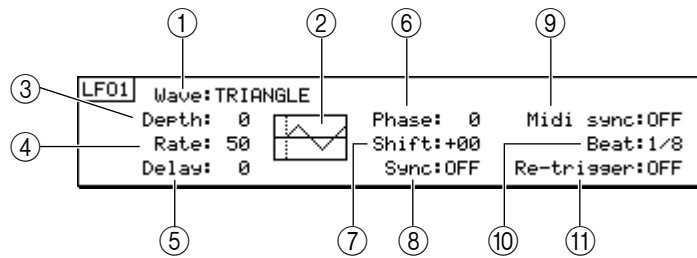 ① ② ⑥ ⑨
LFO1 Wave:TRIANGLE
③ Depth: 0 Phase: 0 Midi sync:OFF
④ Rate: 50 Shift:+00 ⑩ Beat:1/8
Delay: 0 Sync:OFF Re-trigger:OFF
⑤ ⑦ ⑧ ⑪